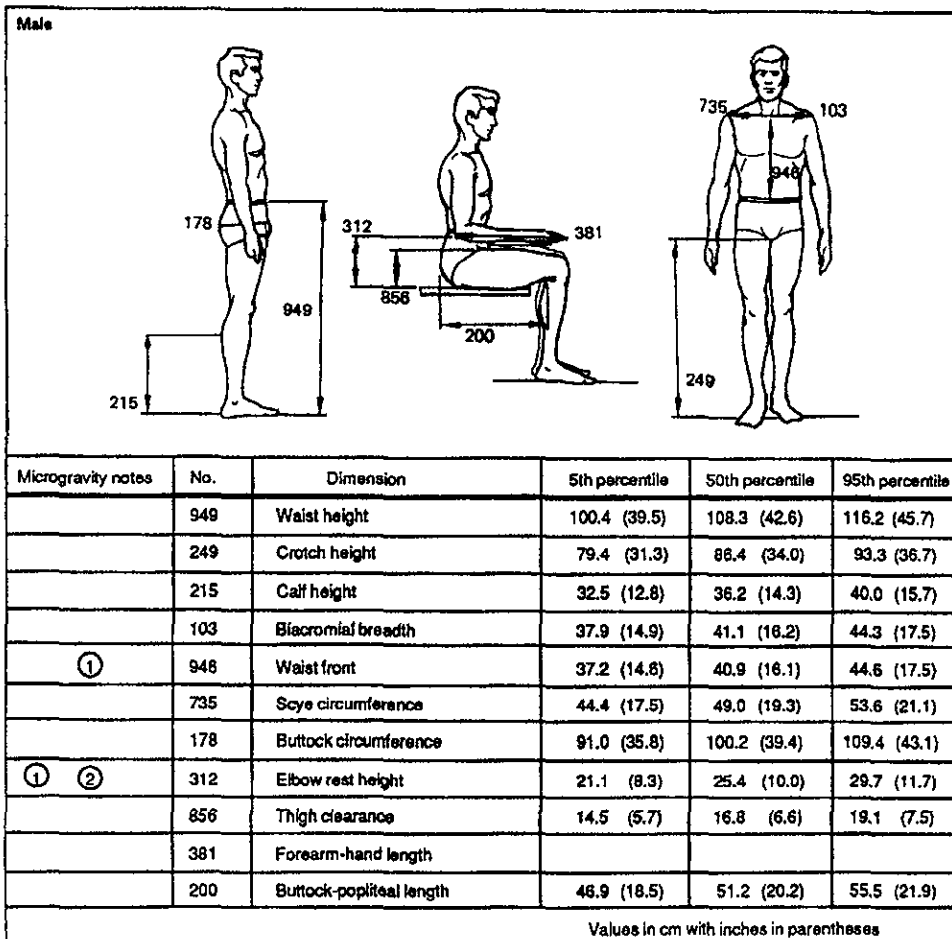 Male
735 103
946
178 312 381
856
949
200
249
215
Microgravity notes No. Dimension 5th percentile 50th percentile 95th percentile
949 Waist height 100.4 (39.5) 108.3 (42.6) 116.2 (45.7)
249 Crotch height 79.4 (31.3) 86.4 (34.0) 93.3 (36.7)
215 Calf height 32.5 (12.8) 36.2 (14.3) 40.0 (15.7)
103 Biacromial breadth 37.9 (14.9) 41.1 (16.2) 44.3 (17.5)
① 946 Waist front 37.2 (14.6) 40.9 (16.1) 44.6 (17.5)
735 Scye circumference 44.4 (17.5) 49.0 (19.3) 53.6 (21.1)
178 Buttock circumference 91.0 (35.8) 100.2 (39.4) 109.4 (43.1)
① ② 312 Elbow rest height 21.1 (8.3) 25.4 (10.0) 29.7 (11.7)
856 Thigh clearance 14.5 (5.7) 16.8 (6.6) 19.1 (7.5)
381 Forearm-hand length
200 Buttock-popliteal length 46.9 (18.5) 51.2 (20.2) 55.5 (21.9)
Values in cm with inches in parentheses